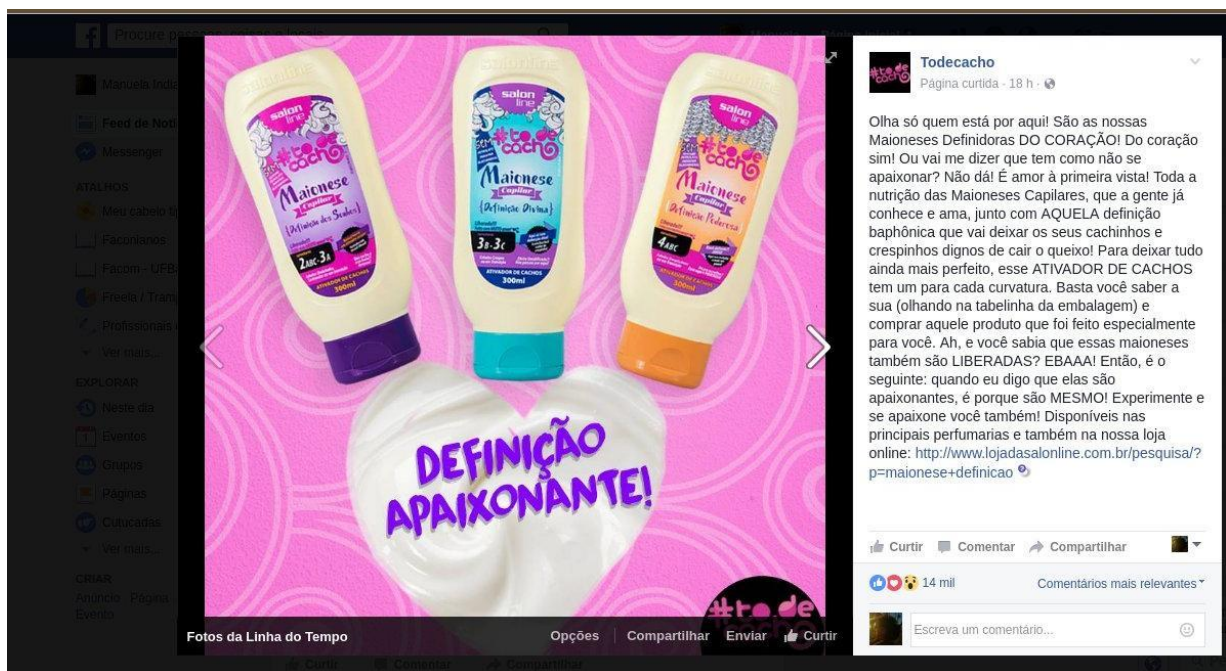 Procure pessoas, coisas e locais
Manuela
Página inicial
Manuela
Feed de Notí
Messenger
ATALHOS
Meu cabelo
Faconianos
Facom - UFBA
Freela / Tramp
Profissionais
Ver mais...
EXPLORAR
Neste dia
Eventos
Grupos
Páginas
Cutucadas
Ver mais...
CRIAR
Anúncio Página
Evento
salon line
#to de cacho
Maionese
Capilar
{Definição dos Sonhos}
2ABC-3A
ATIVADOR DE CACHOS
300ml
salon line
#to de cacho
Maionese
Capilar
{Definição Divina}
3B-3C
ATIVADOR DE CACHOS
300ml
salon line
#to de cacho
Maionese
Capilar
{Definição Poderosa}
4ABC
ATIVADOR DE CACHOS
300ml
DEFINIÇÃO
APAIXONANTE!
#to de
cacho
Fotos da Linha do Tempo
Opções Compartilhar Enviar Curtir
Curtir Comentar Compartilhar
#to de cacho
Todecacho
Página curtida · 18 h ·
Olha só quem está por aqui! São as nossas
Maioneses Definidoras DO CORAÇÃO! Do coração
sim! Ou vai me dizer que tem como não se
apaixonar? Não dá! É amor à primeira vista! Toda a
nutrição das Maioneses Capilares, que a gente já
conhece e ama, junto com AQUELA definição
baphônica que vai deixar os seus cachinhos e
crespinhos dignos de cair o queixo! Para deixar tudo
ainda mais perfeito, esse ATIVADOR DE CACHOS
tem um para cada curvatura. Basta você saber a
sua (olhando na tabelinha da embalagem) e
comprar aquele produto que foi feito especialmente
para você. Ah, e você sabia que essas maioneses
também são LIBERADAS? EBAAA! Então, é o
seguinte: quando eu digo que elas são
apaixonantes, é porque são MESMO! Experimente e
se apaixone você também! Disponíveis nas
principais perfumarias e também na nossa loja
online: http://www.lojadasalonline.com.br/pesquisa/?
p=maionese+definicao
Curtir Comentar Compartilhar
14 mil Comentários mais relevantes
Escreva um comentário...